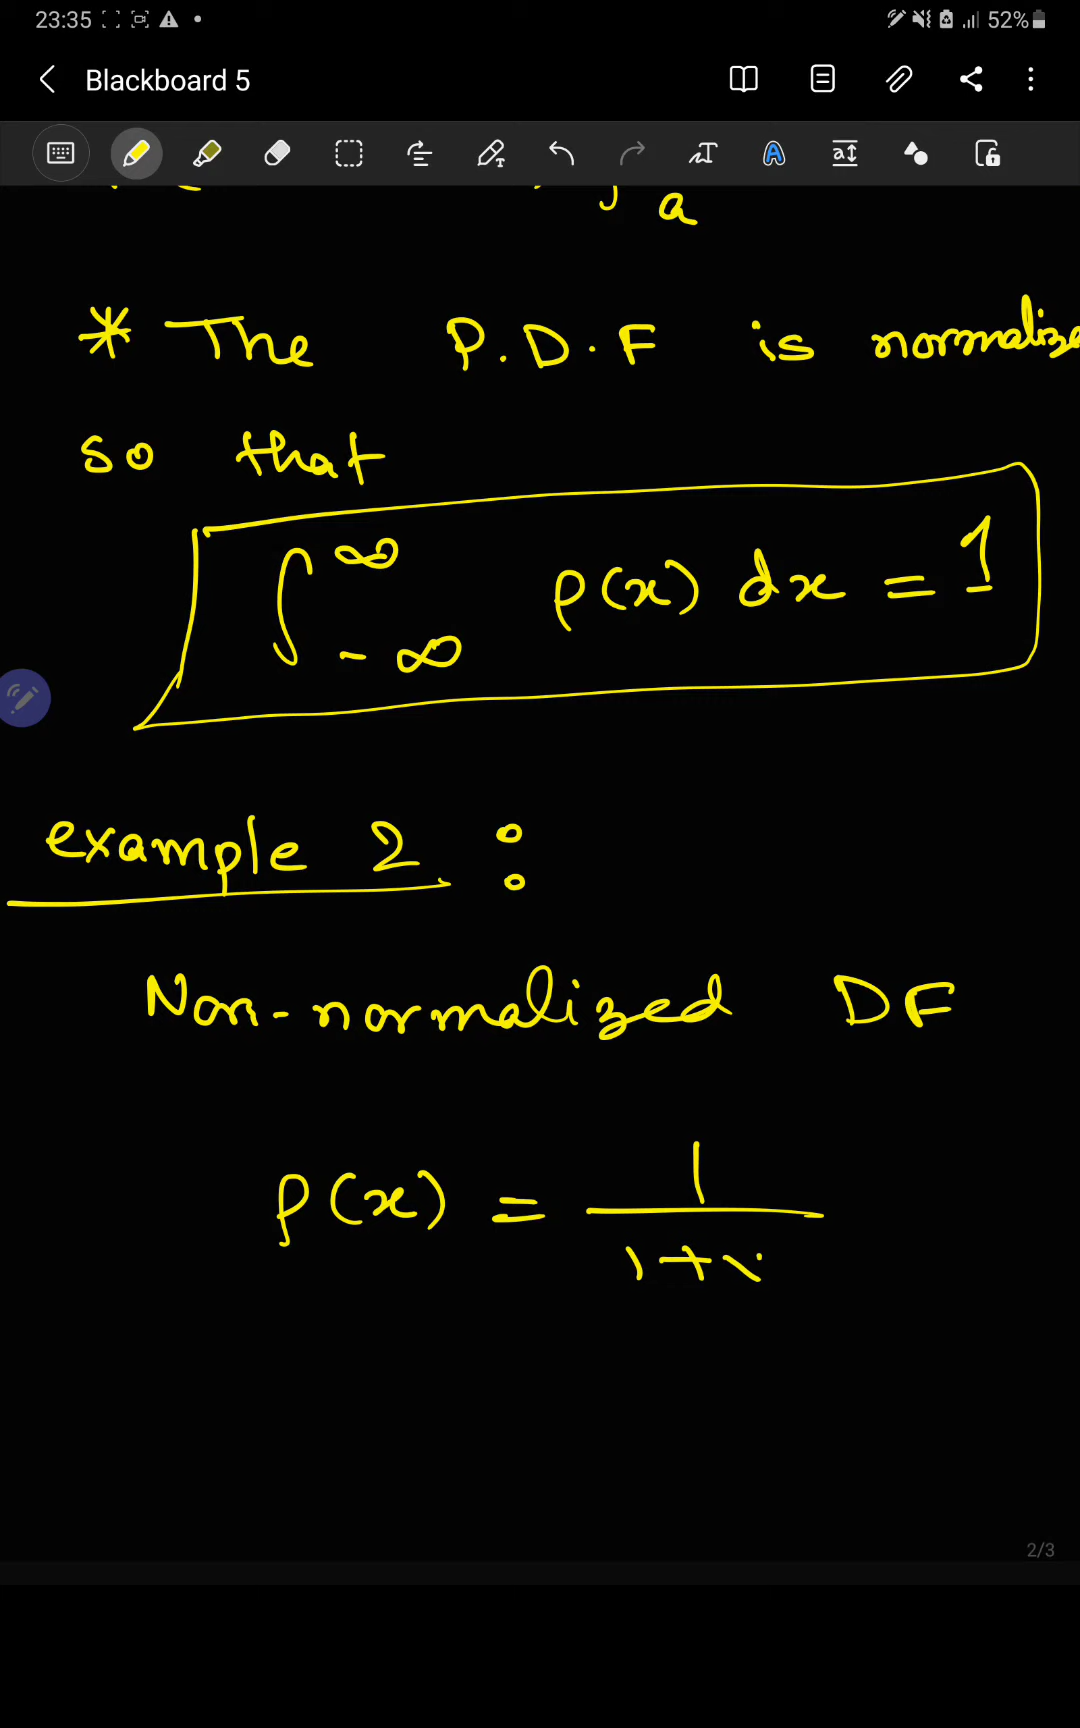 23:35 52%
Blackboard 5
a
* The P.D.F is normalize
so that
∫_{-∞}^{∞} ρ(x) dx = 1
example 2 :
Non-normalized DF
ρ(x) = 1/(1+
2/3